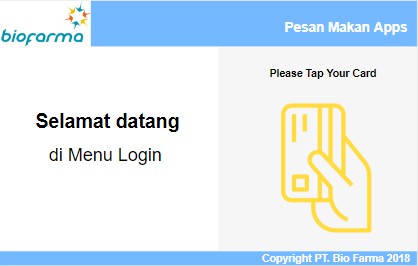 biofarma
Pesan Makan Apps
Please Tap Your Card
Selamat datang
di Menu Login
Copyright PT. Bio Farma 2018